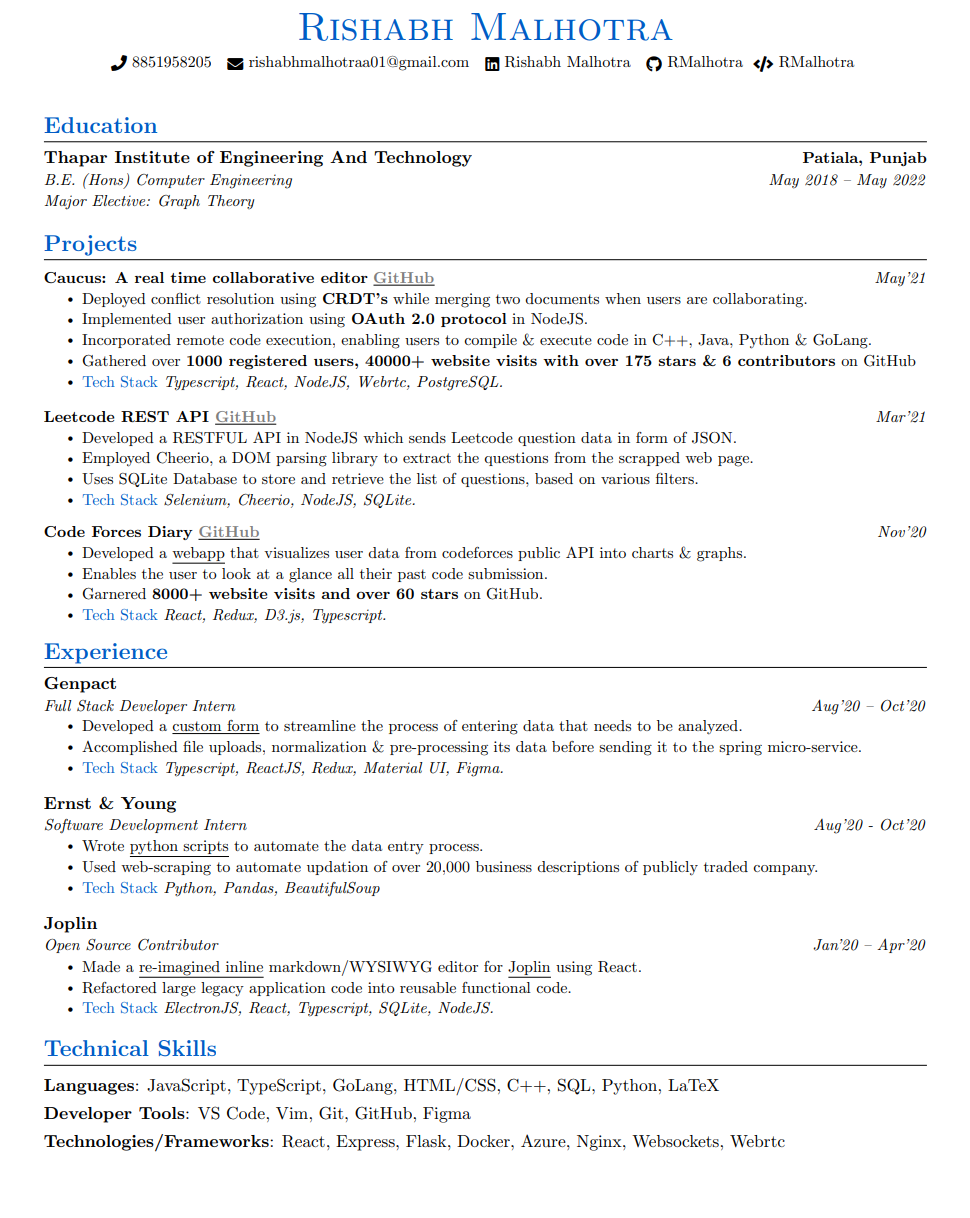 Rishabh Malhotra
8851958205 rishabhmalhotraa01@gmail.com Rishabh Malhotra RMalhotra RMalhotra
Education
Thapar Institute of Engineering And Technology Patiala, Punjab
B.E. (Hons) Computer Engineering May 2018 – May 2022
Major Elective: Graph Theory
Projects
Caucus: A real time collaborative editor GitHub May'21
• Deployed conflict resolution using CRDT's while merging two documents when users are collaborating.
• Implemented user authorization using OAuth 2.0 protocol in NodeJS.
• Incorporated remote code execution, enabling users to compile & execute code in C++, Java, Python & GoLang.
• Gathered over 1000 registered users, 40000+ website visits with over 175 stars & 6 contributors on GitHub
• Tech Stack Typescript, React, NodeJS, Webrtc, PostgreSQL.
Leetcode REST API GitHub Mar'21
• Developed a RESTFUL API in NodeJS which sends Leetcode question data in form of JSON.
• Employed Cheerio, a DOM parsing library to extract the questions from the scrapped web page.
• Uses SQLite Database to store and retrieve the list of questions, based on various filters.
• Tech Stack Selenium, Cheerio, NodeJS, SQLite.
Code Forces Diary GitHub Nov'20
• Developed a webapp that visualizes user data from codeforces public API into charts & graphs.
• Enables the user to look at a glance all their past code submission.
• Garnered 8000+ website visits and over 60 stars on GitHub.
• Tech Stack React, Redux, D3.js, Typescript.
Experience
Genpact
Full Stack Developer Intern Aug'20 – Oct'20
• Developed a custom form to streamline the process of entering data that needs to be analyzed.
• Accomplished file uploads, normalization & pre-processing its data before sending it to the spring micro-service.
• Tech Stack Typescript, ReactJS, Redux, Material UI, Figma.
Ernst & Young
Software Development Intern Aug'20 - Oct'20
• Wrote python scripts to automate the data entry process.
• Used web-scraping to automate updation of over 20,000 business descriptions of publicly traded company.
• Tech Stack Python, Pandas, BeautifulSoup
Joplin
Open Source Contributor Jan'20 – Apr'20
• Made a re-imagined inline markdown/WYSIWYG editor for Joplin using React.
• Refactored large legacy application code into reusable functional code.
• Tech Stack ElectronJS, React, Typescript, SQLite, NodeJS.
Technical Skills
Languages: JavaScript, TypeScript, GoLang, HTML/CSS, C++, SQL, Python, LaTeX
Developer Tools: VS Code, Vim, Git, GitHub, Figma
Technologies/Frameworks: React, Express, Flask, Docker, Azure, Nginx, Websockets, Webrtc